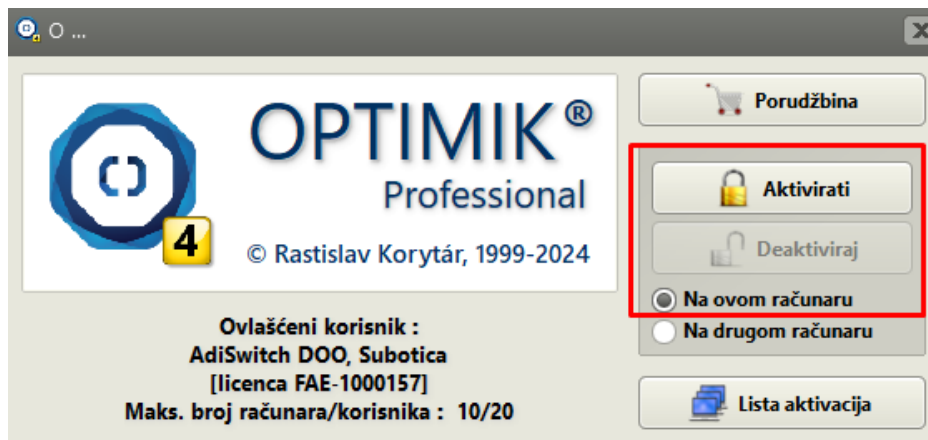 O ...
OPTIMIK®
Professional
4
© Rastislav Korytár, 1999-2024
Ovlašćeni korisnik :
AdiSwitch DOO, Subotica
[licenca FAE-1000157]
Maks. broj računara/korisnika : 10/20
Porudžbina
Aktivirati
Deaktiviraj
Na ovom računaru
Na drugom računaru
Lista aktivacija